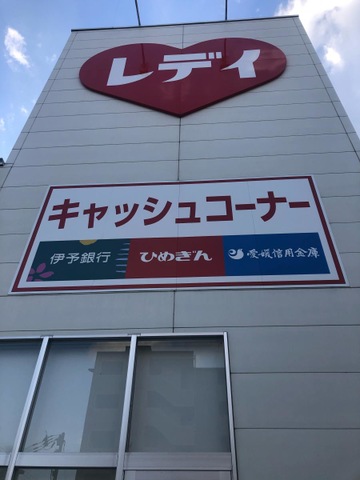 レディ
キャッシュコーナー
伊予銀行 ひめぎん 愛媛信用金庫